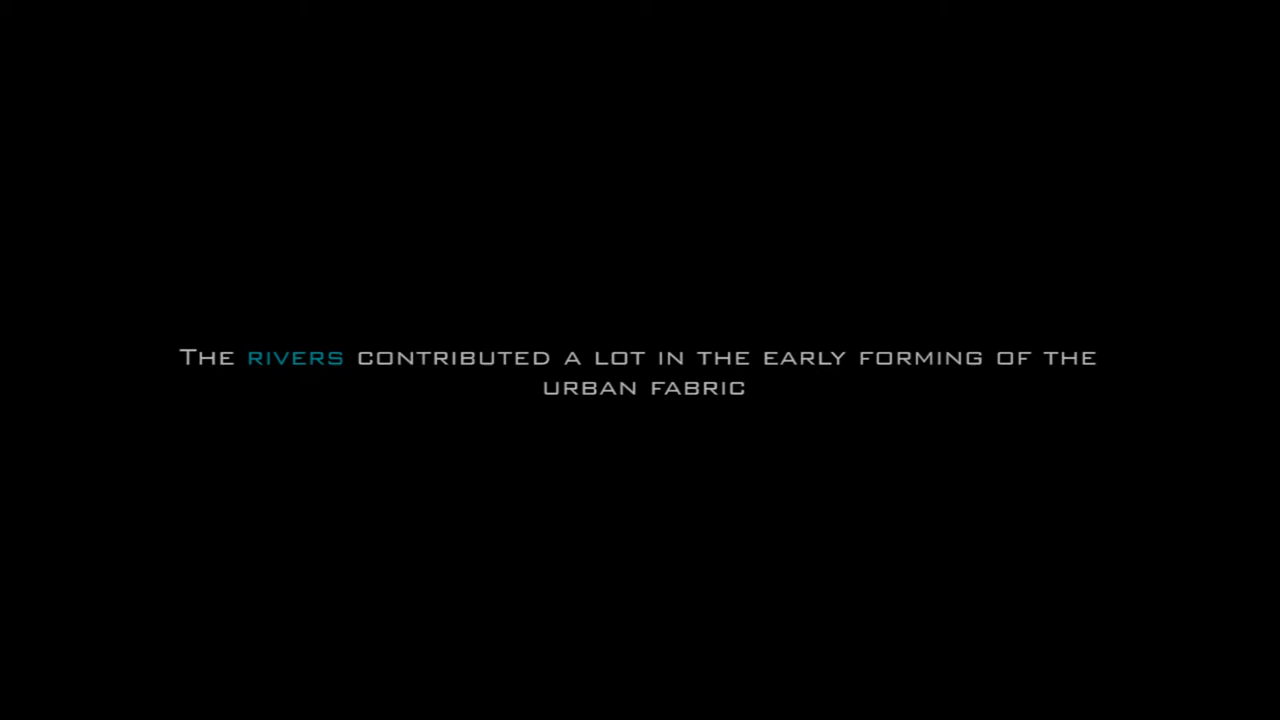 The rivers contributed a lot in the early forming of the
urban fabric